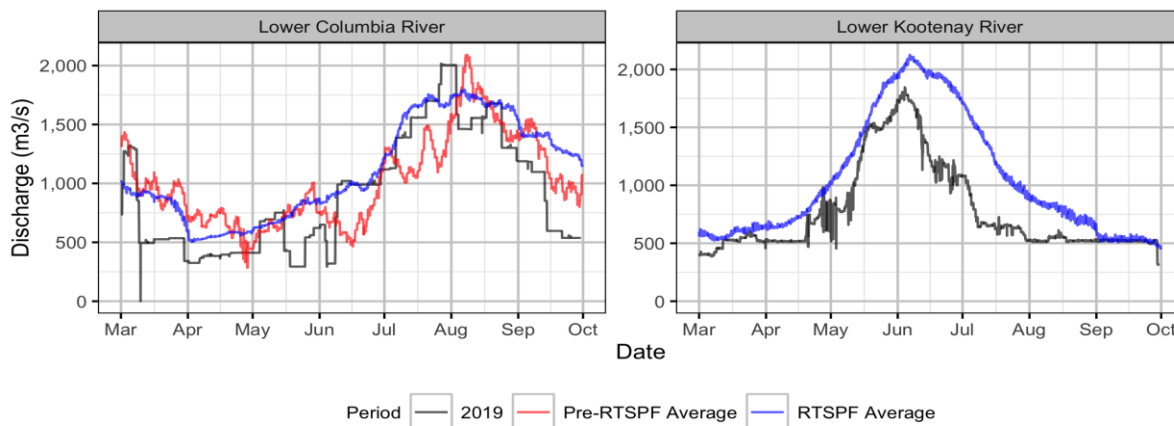 Lower Columbia River
Lower Kootenay River
Discharge (m3/s)
2,000
1,500
1,000
500
0
2,000
1,500
1,000
500
0
Mar Apr May Jun Jul Aug Sep Oct
Mar Apr May Jun Jul Aug Sep Oct
Date
Period 2019 Pre-RTSPF Average RTSPF Average